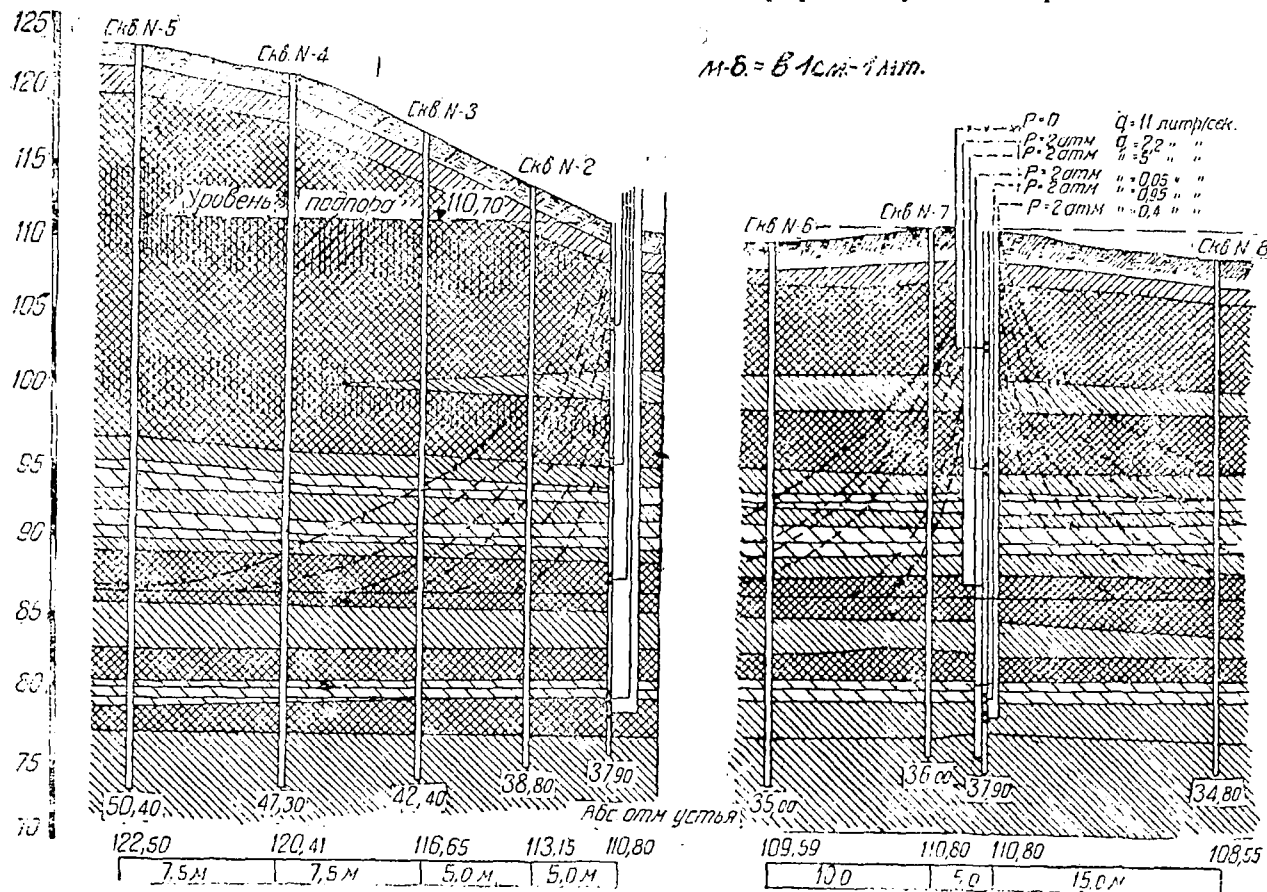 125
120
115
110
105
100
95
90
85
80
75
70
Скв. N-5
Скв. N-4
Скв. N-3
Скв. N-2
Уровень подпора 110,70
М-б. = в 1см-1мт.
P=0 q=11 литр/сек.
P=2атм q=2,2 " "
P=2атм "=5 " "
P=2атм "=0,05 " "
P=2атм "=0,95 " "
P=2атм "=0,4 " "
Скв N-6
Скв. N-7
Скв N-8
50,40
47,30
42,40
38,80
37,90
35,00
36,00
37,90
34,80
Абс отм устья
122,50 120,41 116,65 113,15 110,80
7,5 м 7,5 м 5,0 м 5,0 м
109,59 110,80 110,80 108,55
10,0 5,0 15,0 м